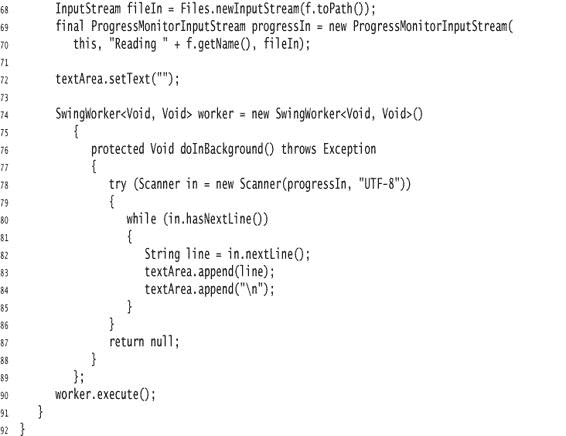 68 InputStream fileIn = Files.newInputStream(f.toPath());
69 final ProgressMonitorInputStream progressIn = new ProgressMonitorInputStream(
70 this, "Reading " + f.getName(), fileIn);
71
72 textArea.setText("");
73
74 SwingWorker<Void, Void> worker = new SwingWorker<Void, Void>()
75 {
76 protected Void doInBackground() throws Exception
77 {
78 try (Scanner in = new Scanner(progressIn, "UTF-8"))
79 {
80 while (in.hasNextLine())
81 {
82 String line = in.nextLine();
83 textArea.append(line);
84 textArea.append("\n");
85 }
86 }
87 return null;
88 }
89 };
90 worker.execute();
91 }
92 }